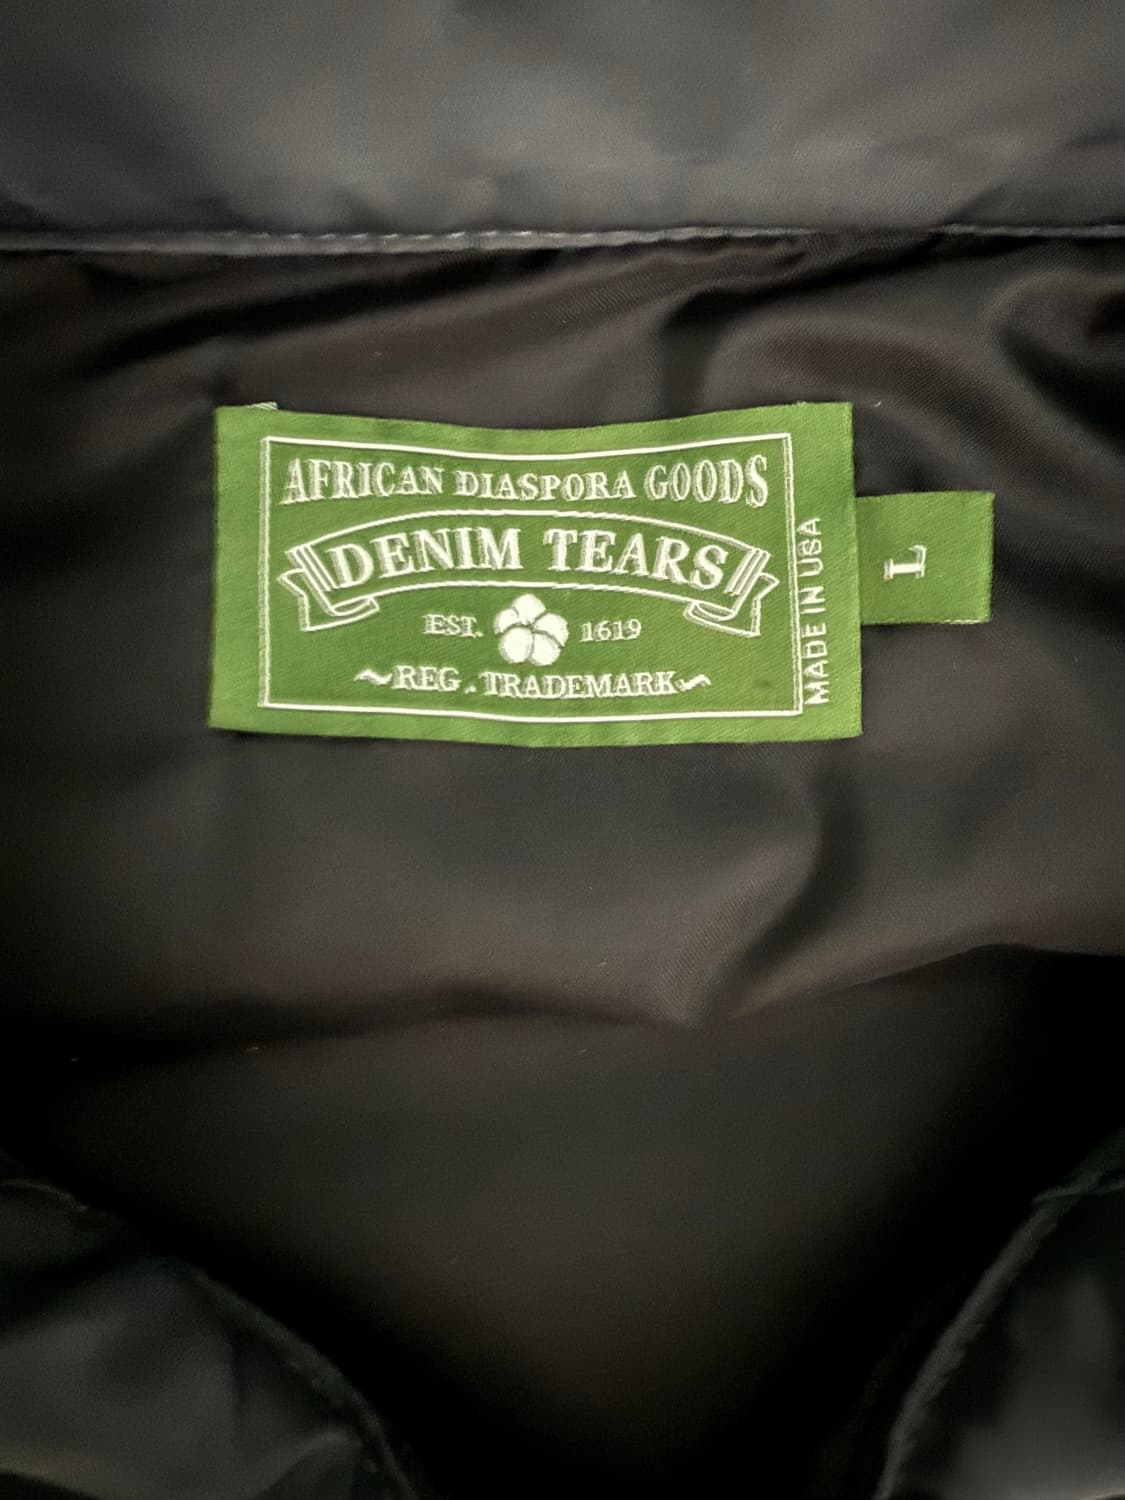 AFRICAN DIASPORA GOODS
DENIM TEARS
EST. 1619
~REG. TRADEMARK~
MADE IN USA
L